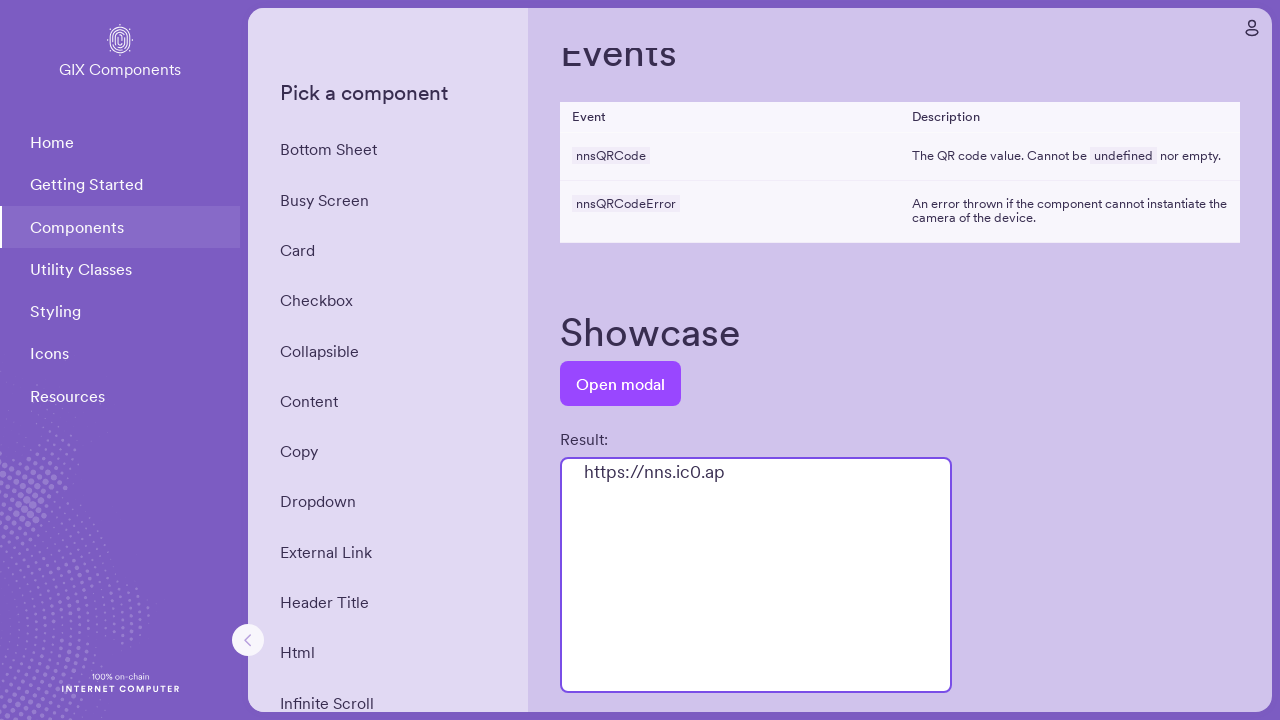 GIX Components
Home
Getting Started
Components
Utility Classes
Styling
Icons
Resources
100% on-chain
INTERNET COMPUTER
Pick a component
Bottom Sheet
Busy Screen
Card
Checkbox
Collapsible
Content
Copy
Dropdown
External Link
Header Title
Html
Infinite Scroll
Events
Event Description
nnsQRCode The QR code value. Cannot be undefined nor empty.
nnsQRCodeError An error thrown if the component cannot instantiate the
camera of the device.
Showcase
Open modal
Result:
https://nns.ic0.ap